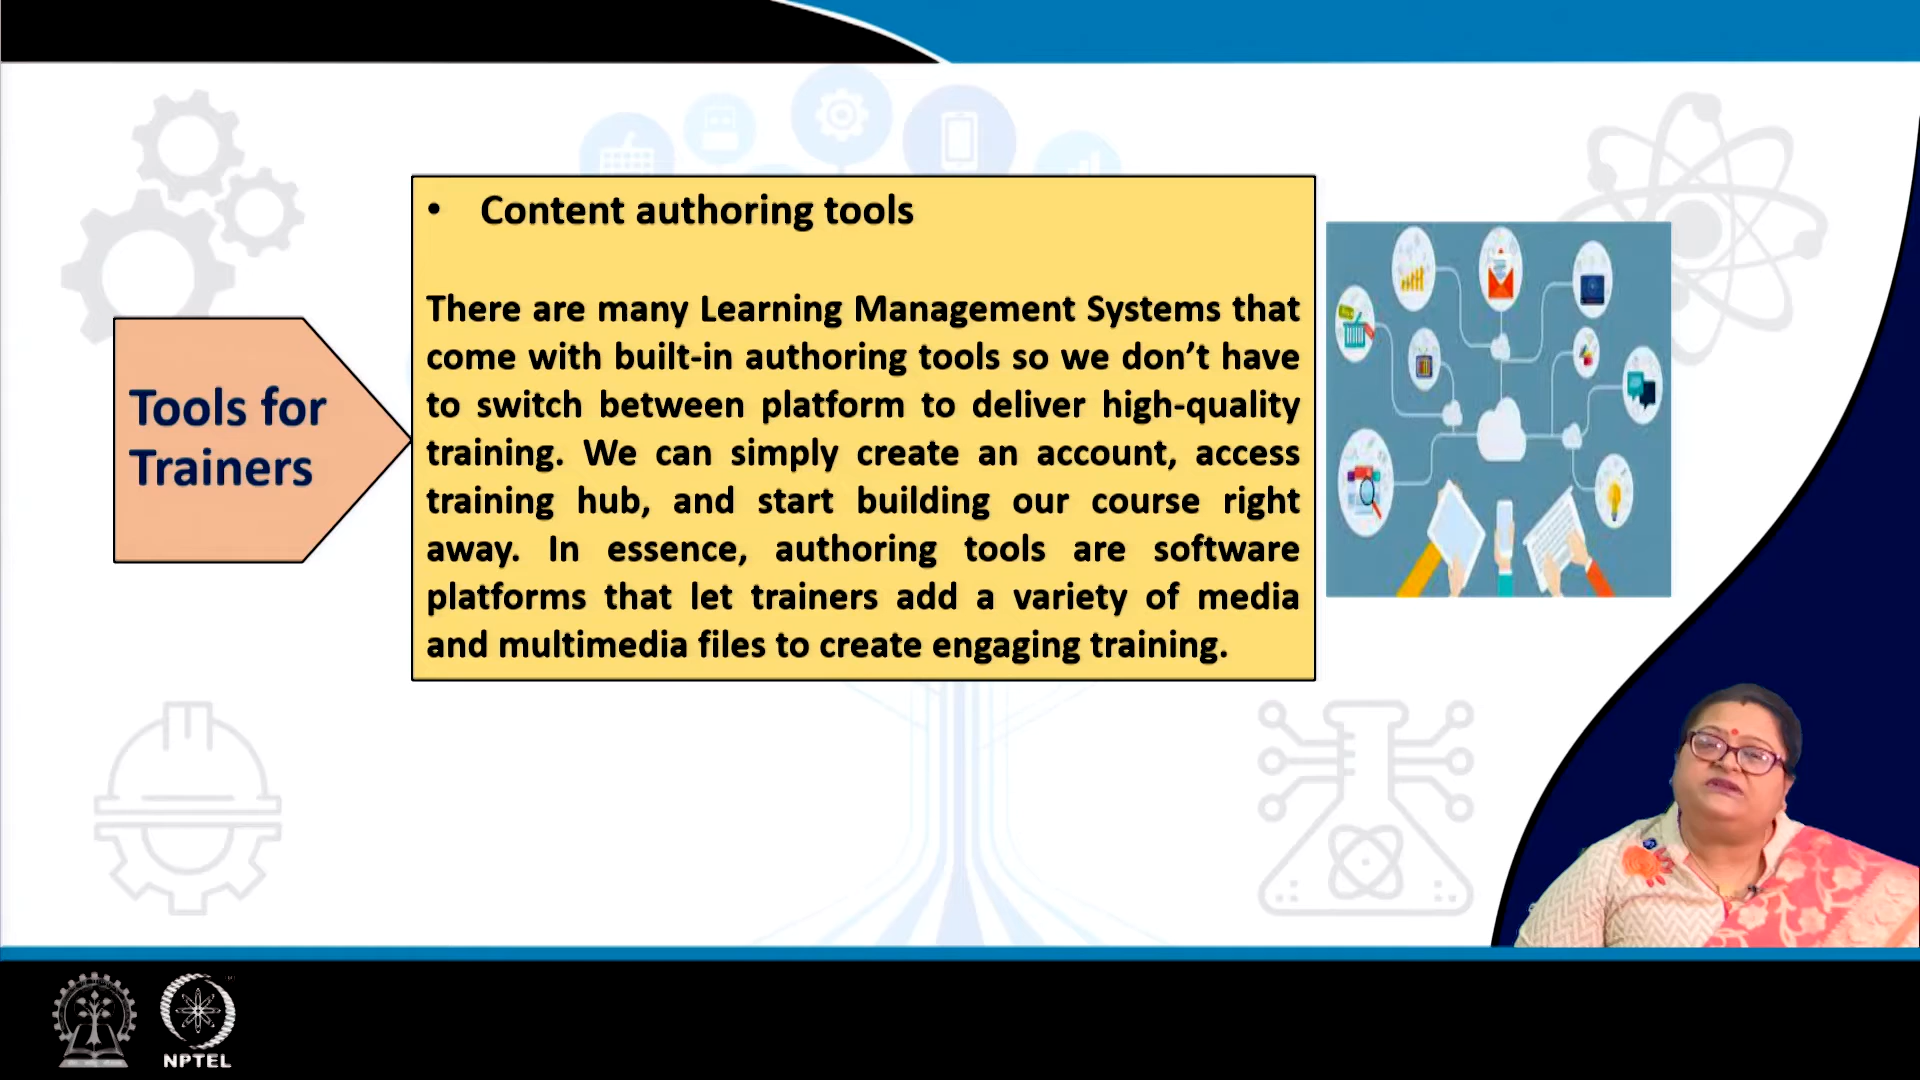 • Content authoring tools
Tools for
Trainers
There are many Learning Management Systems that
come with built-in authoring tools so we don’t have
to switch between platform to deliver high-quality
training. We can simply create an account, access
training hub, and start building our course right
away. In essence, authoring tools are software
platforms that let trainers add a variety of media
and multimedia files to create engaging training.
NPTEL